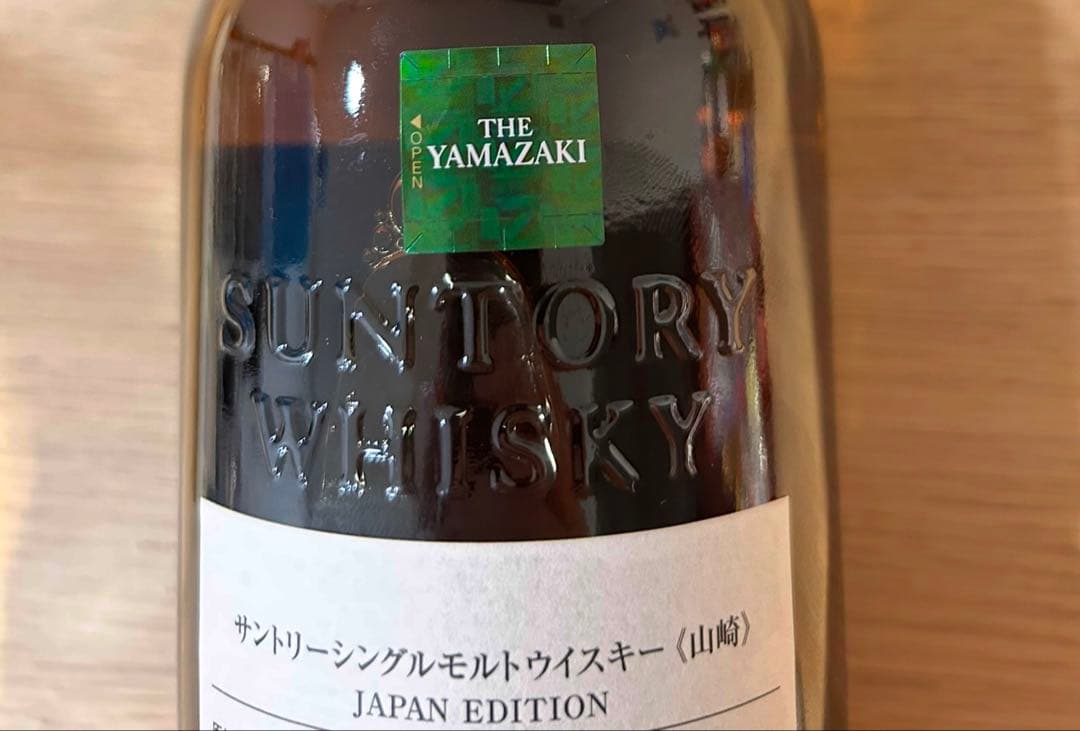 THE
YAMAZAKI
◀OPEN
SUNTORY
WHISKY
サントリーシングルモルトウイスキー《山崎》
JAPAN EDITION